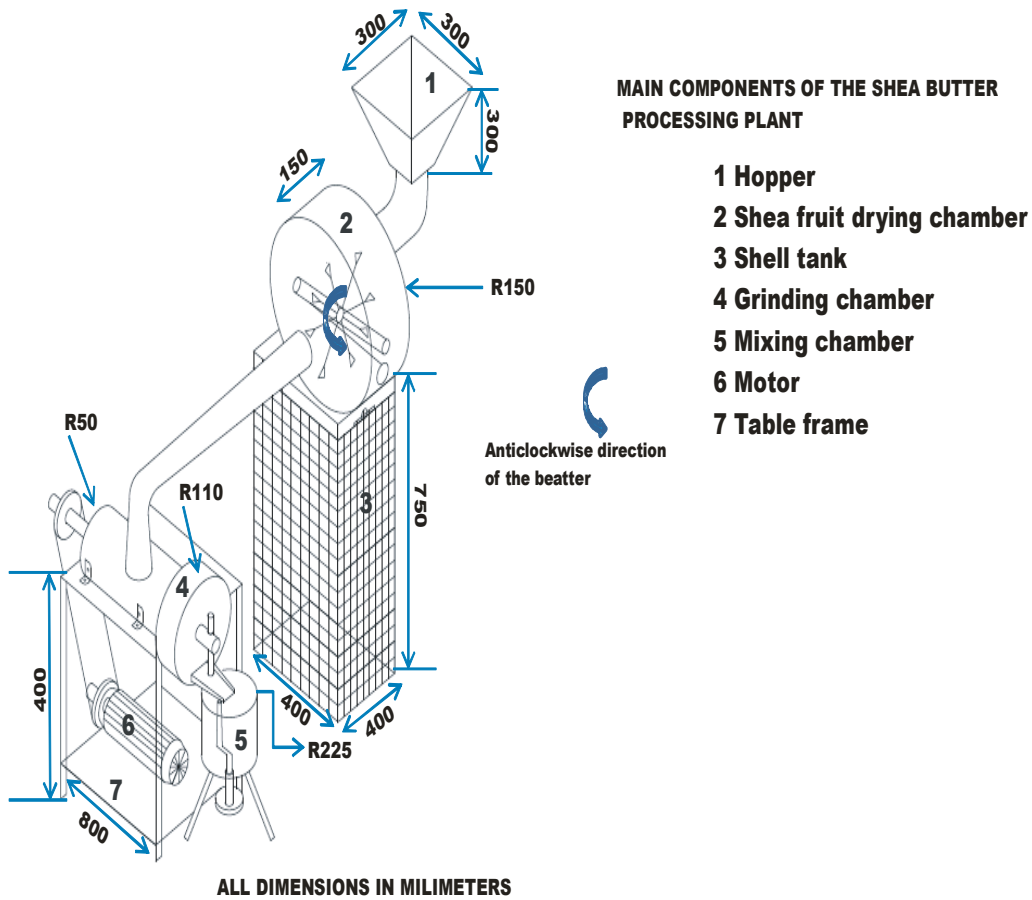 300
300
1
300
MAIN COMPONENTS OF THE SHEA BUTTER
PROCESSING PLANT
150
2
1 Hopper
2 Shea fruit drying chamber
3 Shell tank
4 Grinding chamber
5 Mixing chamber
6 Motor
7 Table frame
R150
Anticlockwise direction
of the beatter
R50
R110
3
750
4
400
400
400
6
5
R225
7
800
ALL DIMENSIONS IN MILIMETERS